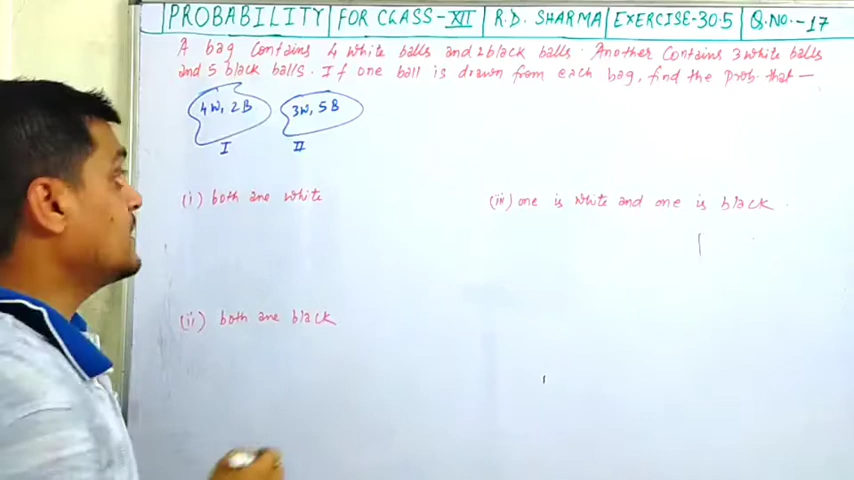 PROBABILITY FOR CLASS-XII R.D. SHARMA EXERCISE-30.5 Q.NO.-17
A bag contains 4 white balls and 2 black balls. Another contains 3 white balls
and 5 black balls. If one ball is drawn from each bag, find the prob. that —
4W, 2B 3W, 5B
I II
(i) both are white
(iii) one is white and one is black.
(ii) both are black